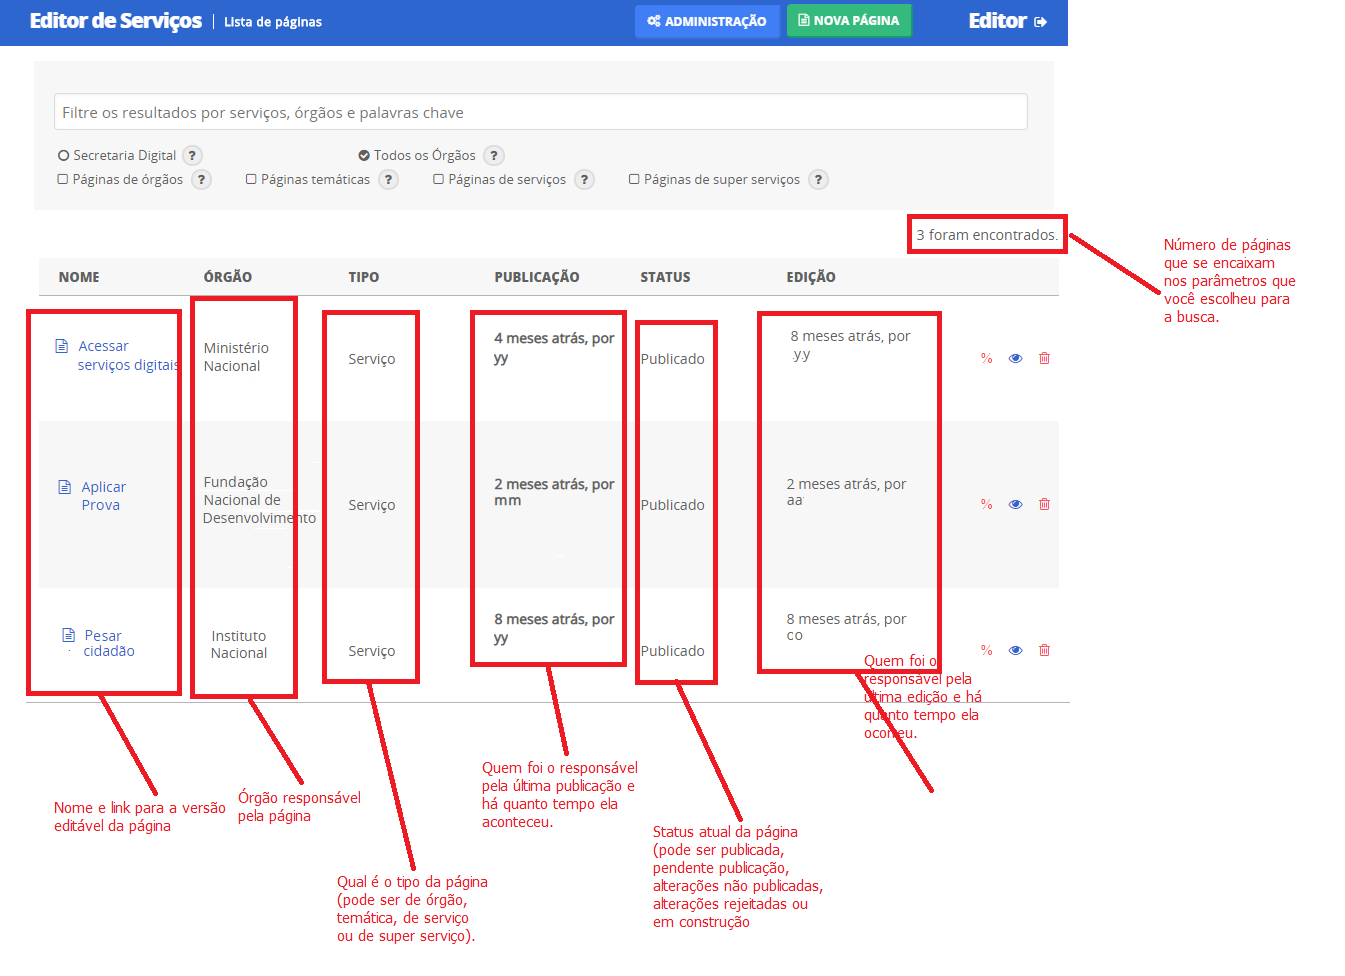 Editor de Serviços | Lista de páginas
ADMINISTRAÇÃO
NOVA PÁGINA
Editor
Filtre os resultados por serviços, órgãos e palavras chave
Secretaria Digital ?
Todos os Órgãos ?
Páginas de órgãos ?
Páginas temáticas ?
Páginas de serviços ?
Páginas de super serviços ?
3 foram encontrados.
Número de páginas
que se encaixam
nos parâmetros que
você escolheu para
a busca.
NOME ÓRGÃO TIPO PUBLICAÇÃO STATUS EDIÇÃO
Acessar
serviços digitais
Ministério
Nacional
Serviço
4 meses atrás, por
yy
Publicado
8 meses atrás, por
yy
%
Aplicar
Prova
Fundação
Nacional de
Desenvolvimento
Serviço
2 meses atrás, por
mm
Publicado
2 meses atrás, por
aa
%
Pesar
cidadão
Instituto
Nacional
Serviço
8 meses atrás, por
yy
Publicado
8 meses atrás, por
co
%
Quem foi o
responsável pela
última edição e há
quanto tempo ela
ocorreu.
Nome e link para a versão
editável da página
Órgão responsável
pela página
Qual é o tipo da página
(pode ser de órgão,
temática, de serviço
ou de super serviço).
Quem foi o responsável
pela última publicação e
há quanto tempo ela
aconteceu.
Status atual da página
(pode ser publicada,
pendente publicação,
alterações não publicadas,
alterações rejeitadas ou
em construção